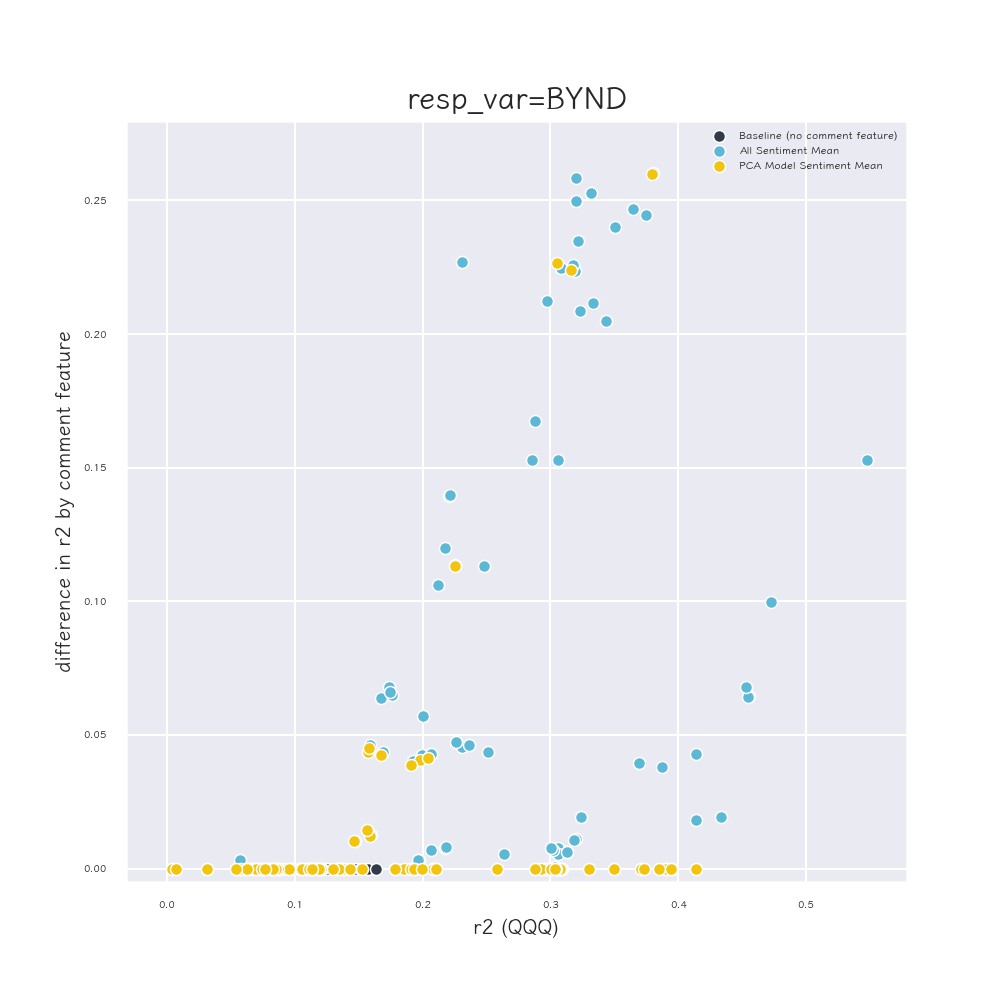 resp_var=BYND
Baseline (no comment feature)
All Sentiment Mean
PCA Model Sentiment Mean
difference in r2 by comment feature
0.25
0.20
0.15
0.10
0.05
0.00
0.0 0.1 0.2 0.3 0.4 0.5
r2 (QQQ)